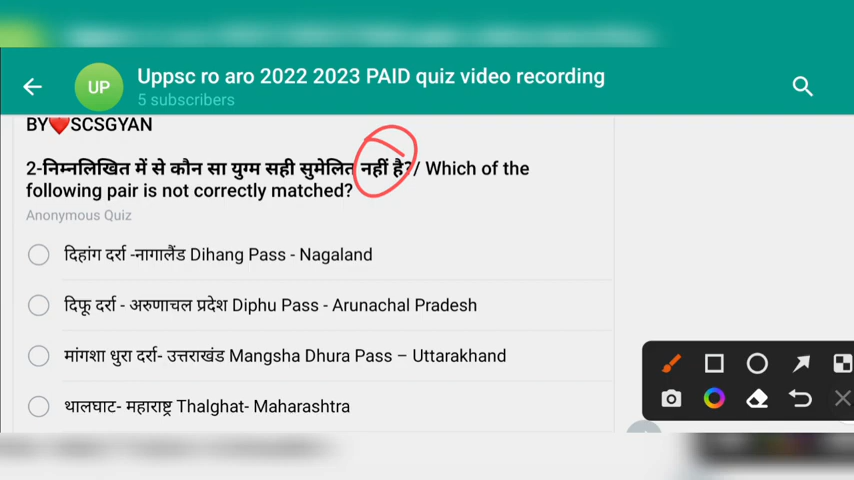 Uppsc ro aro 2022 2023 PAID quiz video recording
UP
5 subscribers
BY❤️SCSGYAN
2-निम्नलिखित में से कौन सा युग्म सही सुमेलित नहीं है?/ Which of the
following pair is not correctly matched?
Anonymous Quiz
दिहांग दर्रा -नागालैंड Dihang Pass - Nagaland
दिफू दर्रा - अरुणाचल प्रदेश Diphu Pass - Arunachal Pradesh
मांगशा धुरा दर्रा- उत्तराखंड Mangsha Dhura Pass – Uttarakhand
थालघाट- महाराष्ट्र Thalghat- Maharashtra